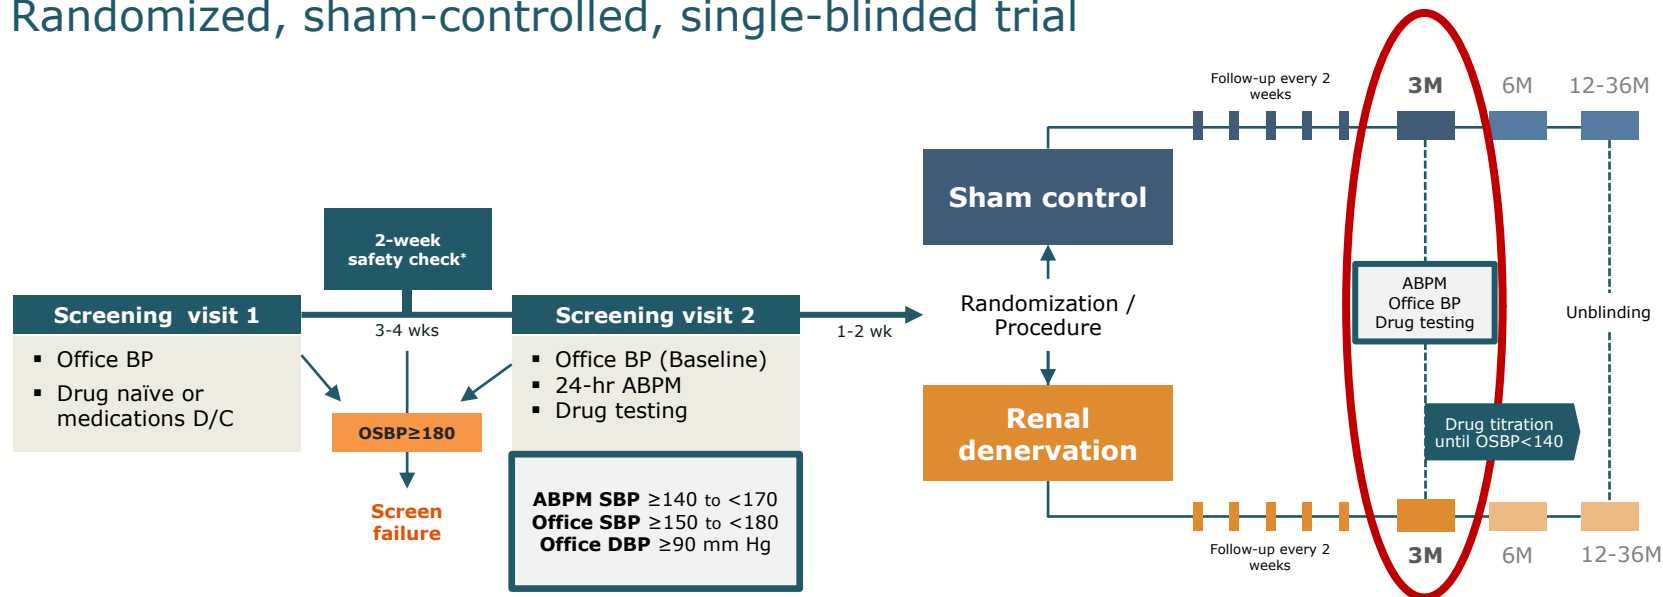 Randomized, sham-controlled, single-blinded trial
2-week
safety check*
Screening visit 1
▪ Office BP
▪ Drug naïve or
medications D/C
3-4 wks
OSBP≥180
Screen
failure
Screening visit 2
▪ Office BP (Baseline)
▪ 24-hr ABPM
▪ Drug testing
ABPM SBP ≥140 to <170
Office SBP ≥150 to <180
Office DBP ≥90 mm Hg
1-2 wk
Sham control
Randomization /
Procedure
Renal
denervation
Follow-up every 2
weeks
3M
6M
12-36M
ABPM
Office BP
Drug testing
Unblinding
Drug titration
until OSBP<140
Follow-up every 2
weeks
3M
6M
12-36M